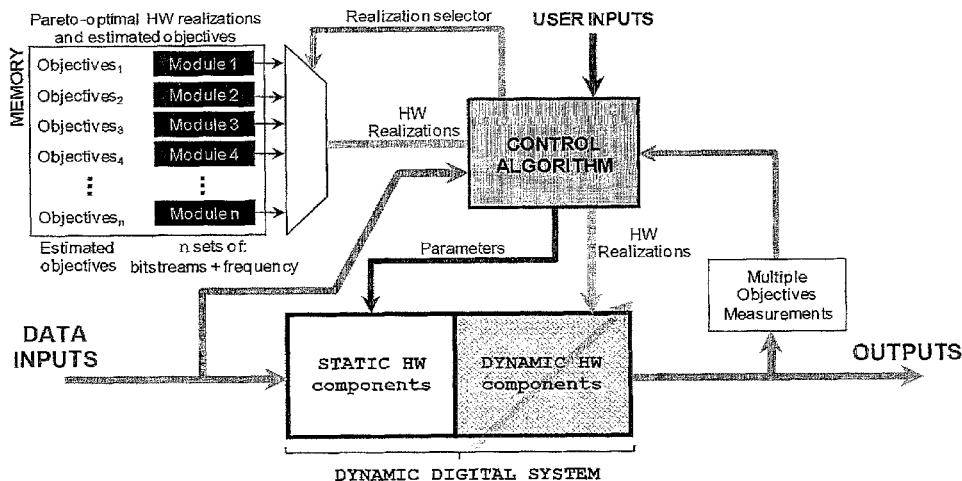 Pareto-optimal HW realizations
and estimated objectives
MEMORY
Objectives1 Module 1
Objectives2 Module 2
Objectives3 Module 3
Objectives4 Module 4
Objectivesn Module n
Estimated
objectives
n sets of:
bitstreams + frequency
Realization selector
USER INPUTS
HW
Realizations
CONTROL
ALGORITHM
Parameters
HW
Realizations
Multiple
Objectives
Measurements
DATA
INPUTS
STATIC HW
components
DYNAMIC HW
components
OUTPUTS
DYNAMIC DIGITAL SYSTEM